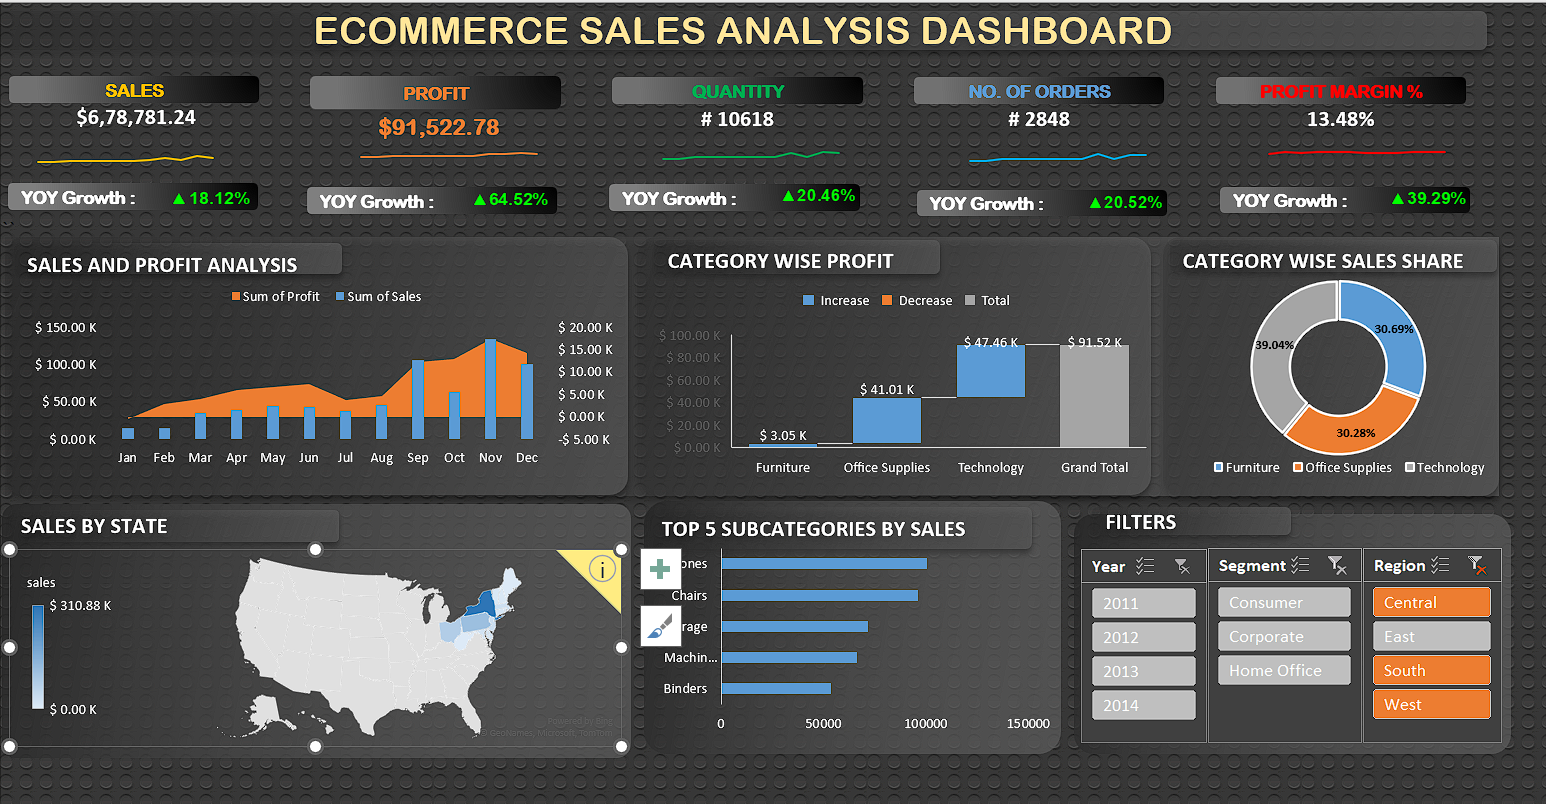 ECOMMERCE SALES ANALYSIS DASHBOARD
SALES
$6,78,781.24
YOY Growth :
▲18.12%
PROFIT
$91,522.78
YOY Growth :
▲64.52%
QUANTITY
# 10618
YOY Growth :
▲20.46%
NO. OF ORDERS
# 2848
YOY Growth :
▲20.52%
PROFIT MARGIN %
13.48%
YOY Growth :
▲39.29%
SALES AND PROFIT ANALYSIS
Sum of Profit
Sum of Sales
$ 150.00 K
$ 100.00 K
$ 50.00 K
$ 0.00 K
$ 20.00 K
$ 15.00 K
$ 10.00 K
$ 5.00 K
$ 0.00 K
-$ 5.00 K
Jan Feb Mar Apr May Jun Jul Aug Sep Oct Nov Dec
CATEGORY WISE PROFIT
Increase
Decrease
Total
$ 100.00 K
$ 80.00 K
$ 60.00 K
$ 40.00 K
$ 20.00 K
$ 0.00 K
$ 3.05 K
$ 41.01 K
$ 47.46 K
$ 91.52 K
Furniture
Office Supplies
Technology
Grand Total
CATEGORY WISE SALES SHARE
30.69%
39.04%
30.28%
Furniture
Office Supplies
Technology
SALES BY STATE
sales
$ 310.88 K
$ 0.00 K
i
Powered by Bing
© GeoNames, Microsoft, TomTom
TOP 5 SUBCATEGORIES BY SALES
ones
Chairs
rage
Machin...
Binders
0
50000
100000
150000
FILTERS
Year
2011
2012
2013
2014
Segment
Consumer
Corporate
Home Office
Region
Central
East
South
West